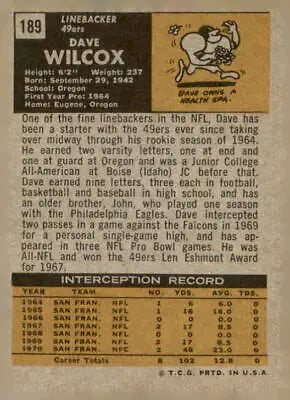 189
LINEBACKER
49ers
DAVE
WILCOX
Height: 6'2" Weight: 237
Born: September 29, 1942
School: Oregon
First Year Pro: 1964
Home: Eugene, Oregon
DAVE OWNS A
HEALTH SPA.
One of the fine linebackers in the NFL, Dave has
been a starter with the 49ers ever since taking
over midway through his rookie season of 1964.
He earned two varsity letters, one at end and
one at guard at Oregon and was a Junior College
All-American at Boise (Idaho) JC before that.
Dave earned nine letters, three each in football,
basketball and baseball in high school, and has
an older brother, John, who played one season
with the Philadelphia Eagles. Dave intercepted
two passes in a game against the Falcons in 1969
for a personal single-game high, and has ap-
peared in three NFL Pro Bowl games. He was
All-NFL and won the 49ers Len Eshmont Award
for 1967.
INTERCEPTION RECORD
YEAR TEAM NO. YDS. AVG. TD
1964 SAN FRAN. NFL 1 6 6.0 0
1965 SAN FRAN. NFL 1 16 16.0 0
1966 SAN FRAN. NFL 0 0 0
1967 SAN FRAN. NFL 0 0 0
1968 SAN FRAN. NFL 0
1969 SAN FRAN. NFL 2 17 8.5 0
1970 SAN FRAN. NFC 2 46 23.0 0
Career Totals 8 102 12.8 0
© T.C.G. PRTD. IN U.S.A.